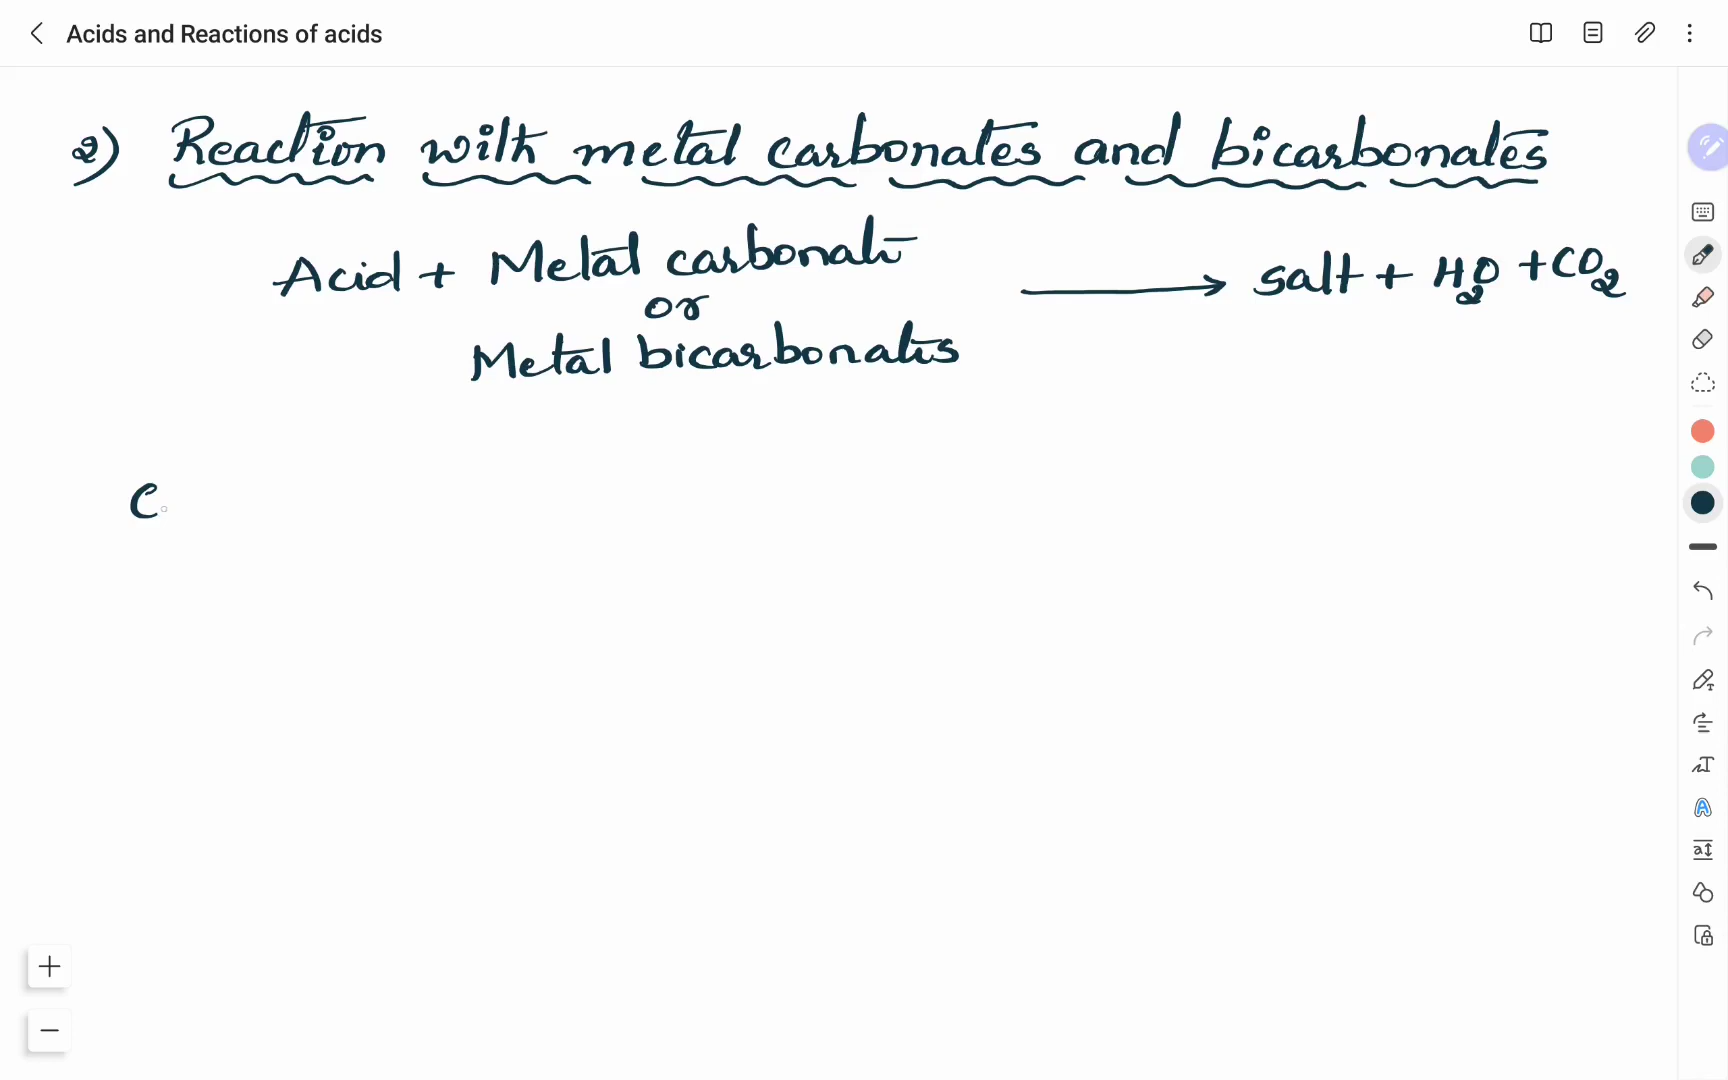 Acids and Reactions of acids
2) Reaction with metal carbonates and bicarbonates
Acid + Metal carbonate → salt + H₂O + CO₂
or
Metal bicarbonates
C